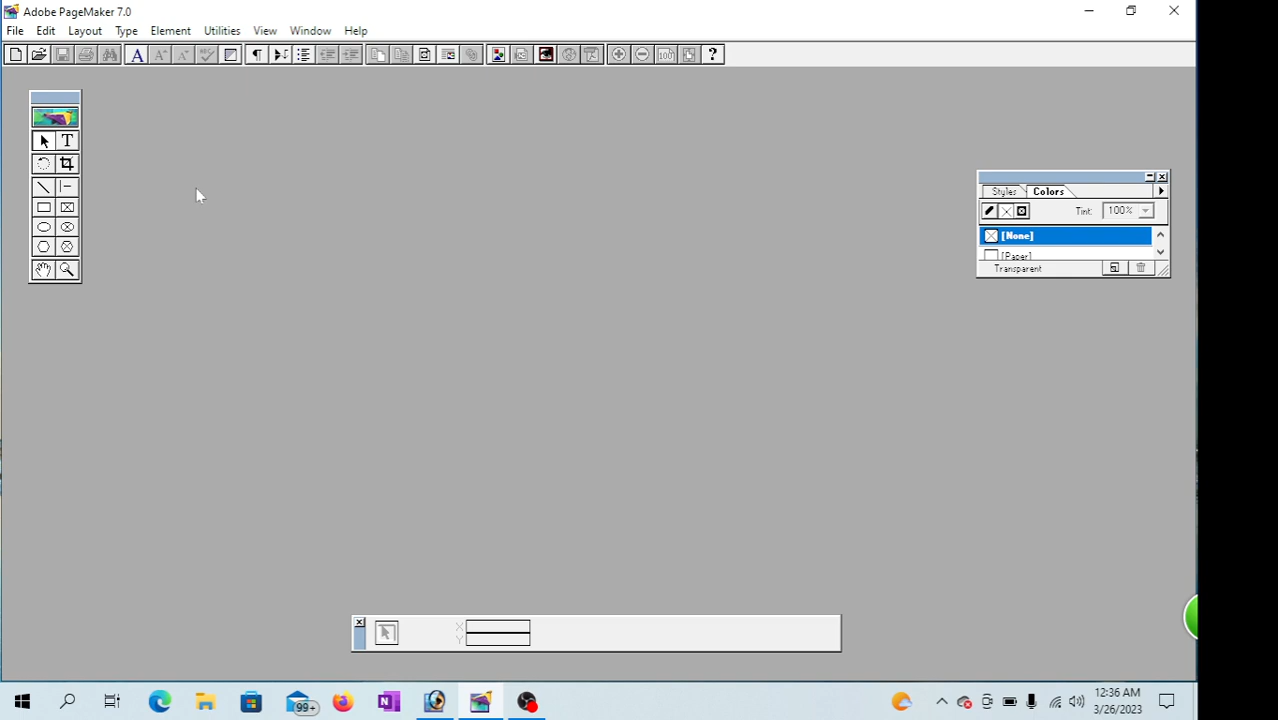 Adobe PageMaker 7.0
File Edit Layout Type Element Utilities View Window Help
T
Styles Colors
Tint: 100%
[None]
[Paper]
Transparent
X
Y
99+
12:36 AM
3/26/2023